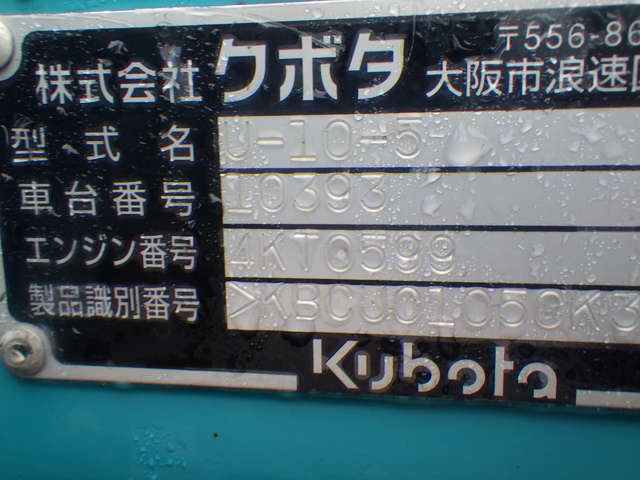 株式会社 クボタ 〒556-86
大阪市浪速区
型式名 U-10-5
車台番号 10393
エンジン番号 4KT0599
製品識別番号 >KBCJC105CK3
Kubota